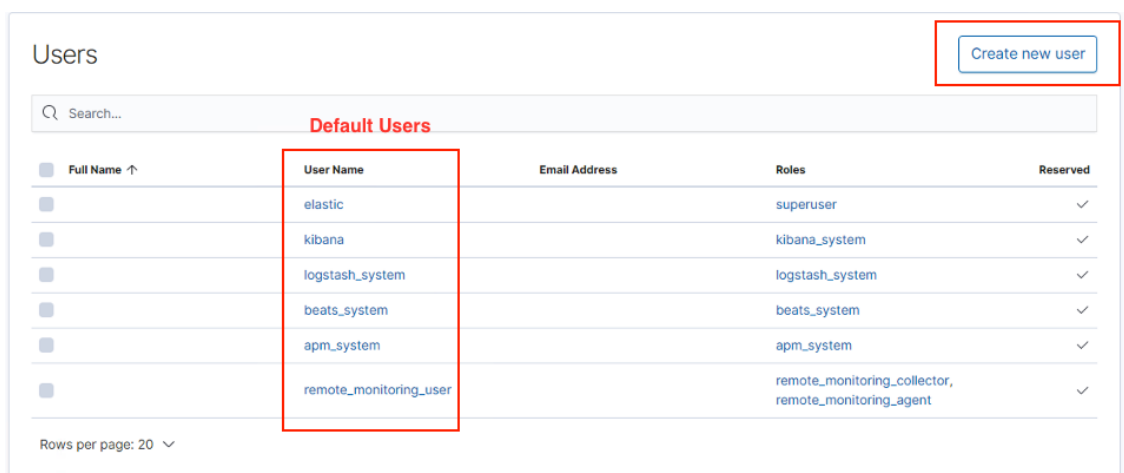 Users
Create new user
Search...
Default Users
Full Name ↑ User Name Email Address Roles Reserved
elastic superuser
kibana kibana_system
logstash_system logstash_system
beats_system beats_system
apm_system apm_system
remote_monitoring_user remote_monitoring_collector,
remote_monitoring_agent
Rows per page: 20